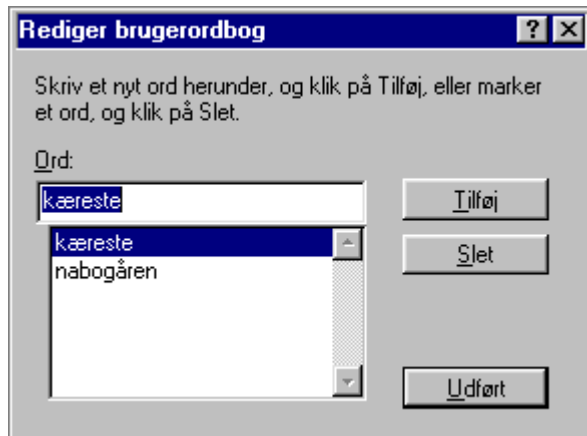 Rediger brugerordbog
Skriv et nyt ord herunder, og klik på Tilføj, eller marker
et ord, og klik på Slet.
Ord:
kæreste
Tilføj
kæreste
nabogåren
Slet
Udført